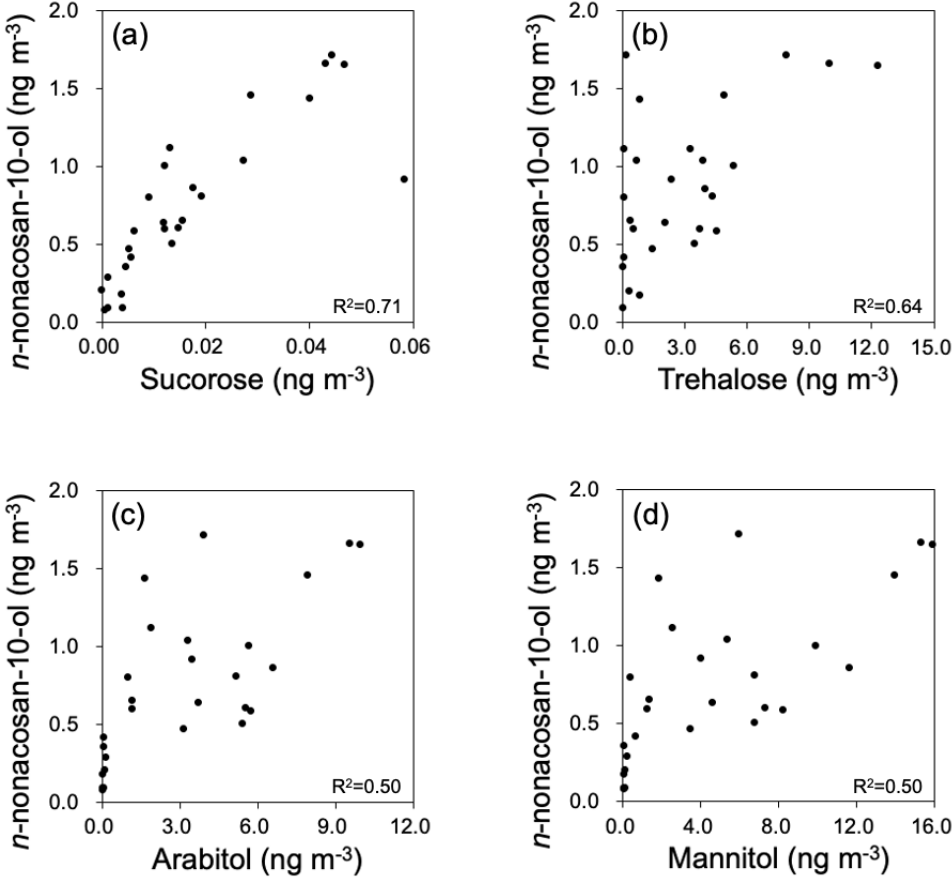 (a)
n-nonacosan-10-ol (ng m-3)
2.0
1.5
1.0
0.5
0.0
R2=0.71
0.00
0.02
0.04
0.06
Sucorose (ng m-3)
(b)
n-nonacosan-10-ol (ng m-3)
2.0
1.5
1.0
0.5
0.0
R2=0.64
0.0
3.0
6.0
9.0
12.0
15.0
Trehalose (ng m-3)
(c)
n-nonacosan-10-ol (ng m-3)
2.0
1.5
1.0
0.5
0.0
R2=0.50
0.0
3.0
6.0
9.0
12.0
Arabitol (ng m-3)
(d)
n-nonacosan-10-ol (ng m-3)
2.0
1.5
1.0
0.5
0.0
R2=0.50
0.0
4.0
8.0
12.0
16.0
Mannitol (ng m-3)